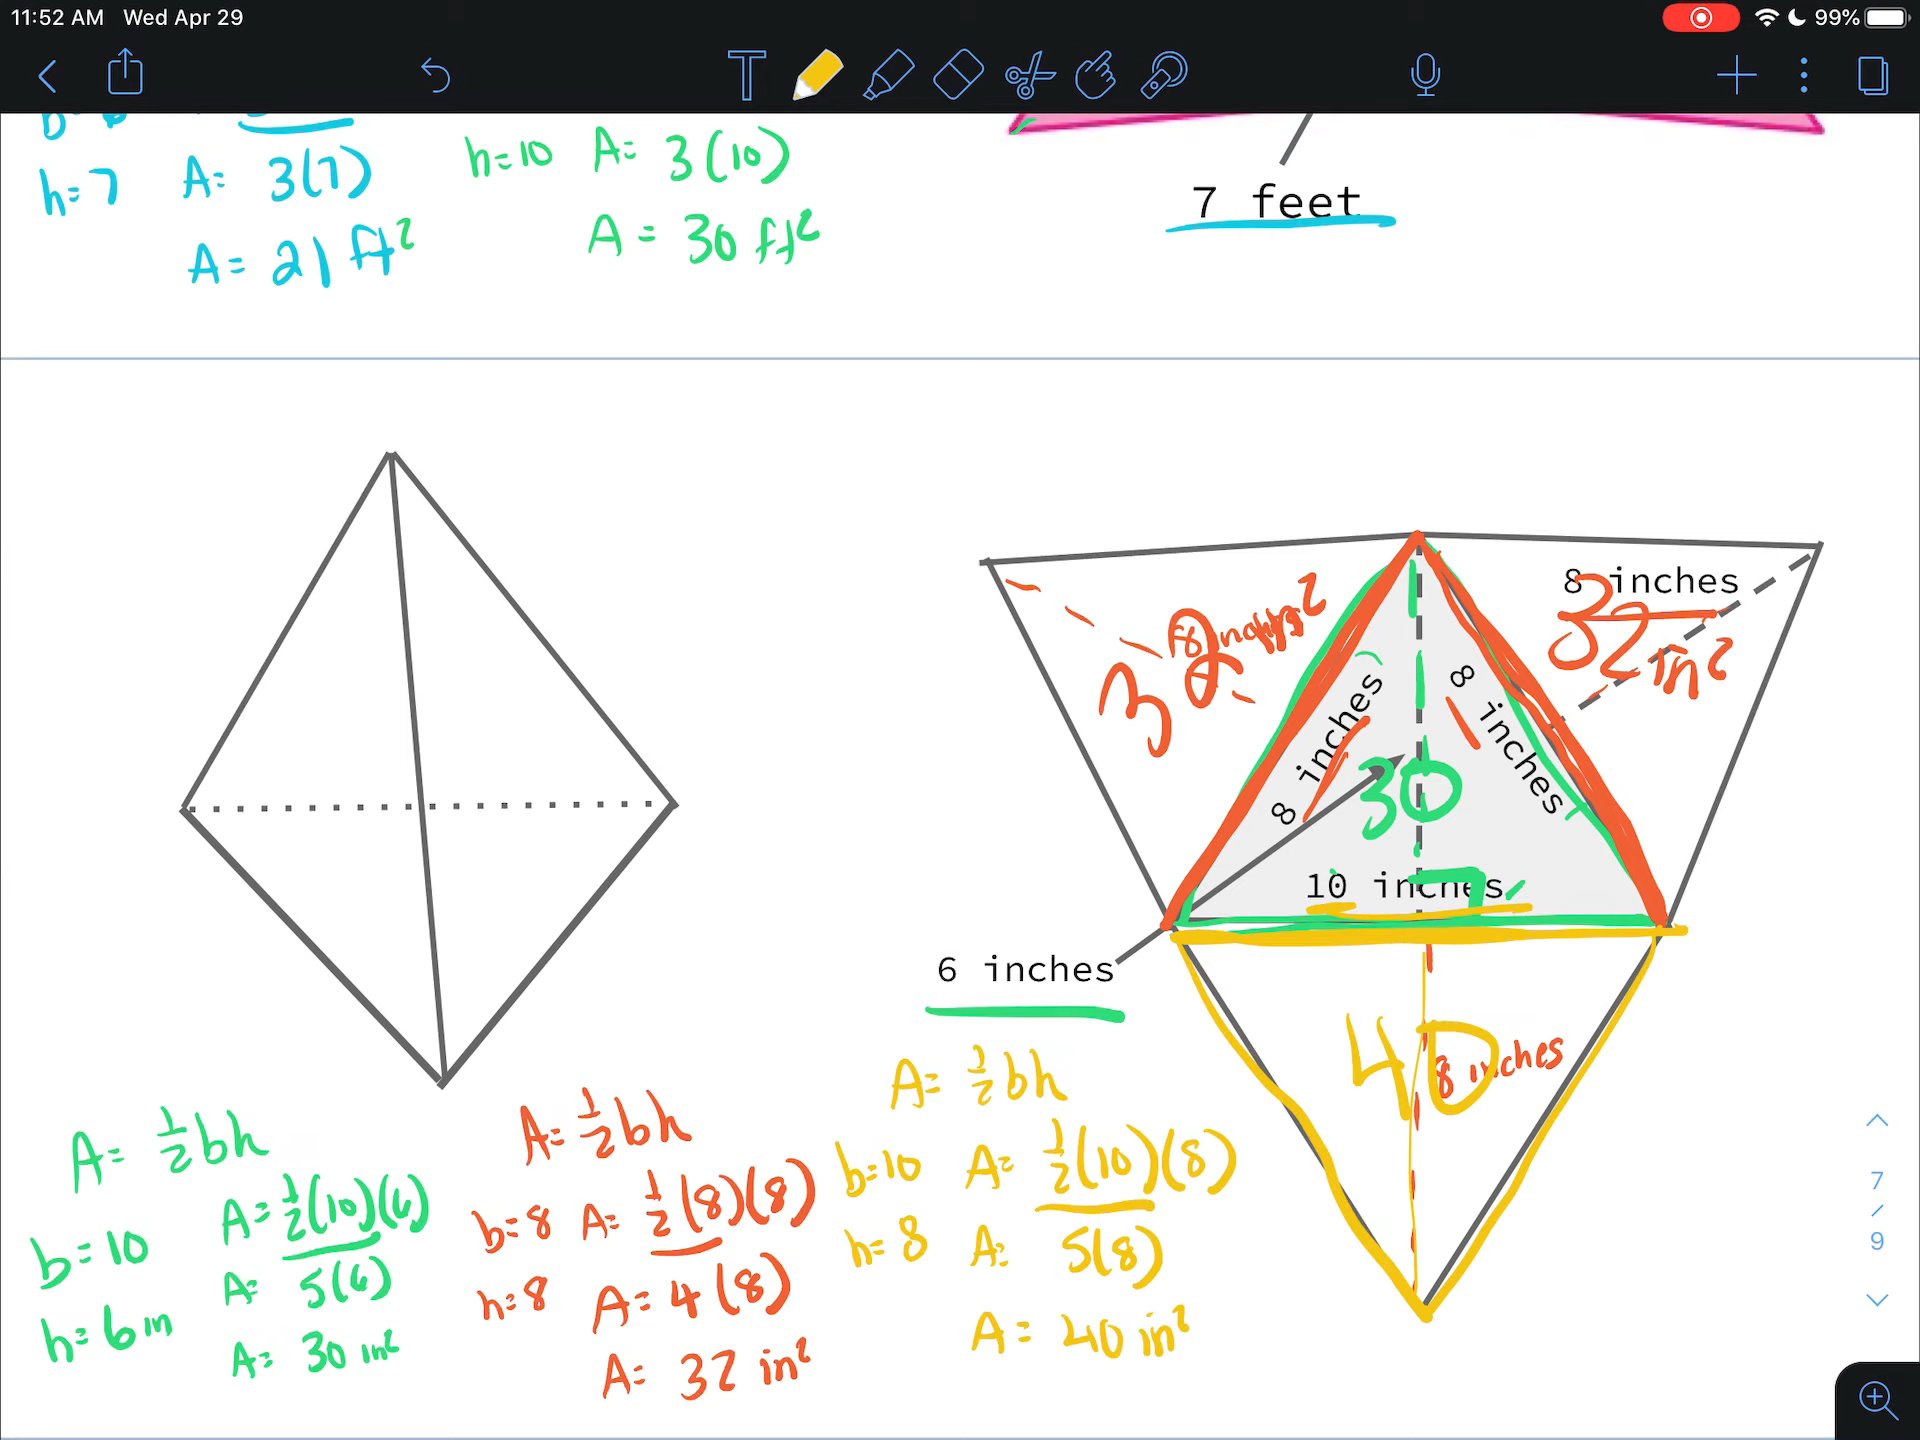 11:52 AM Wed Apr 29
99%
T
h=7 A= 3(7)
A= 21 ft²
h=10 A= 3(10)
A = 30 ft²
7 feet
8 inches
32 in²
32
8 inches
8 inches
30
10 inches
6 inches
40
8 inches
A= ½bh
b=10 A= ½(10)(6)
A= 5(6)
h=6in
A= 30 in²
A=½bh
b=8 A= ½(8)(8)
h=8 A= 4(8)
A= 32 in²
A= ½bh
b=10 A= ½(10)(8)
h=8 A= 5(8)
A= 40 in²
7
/
9